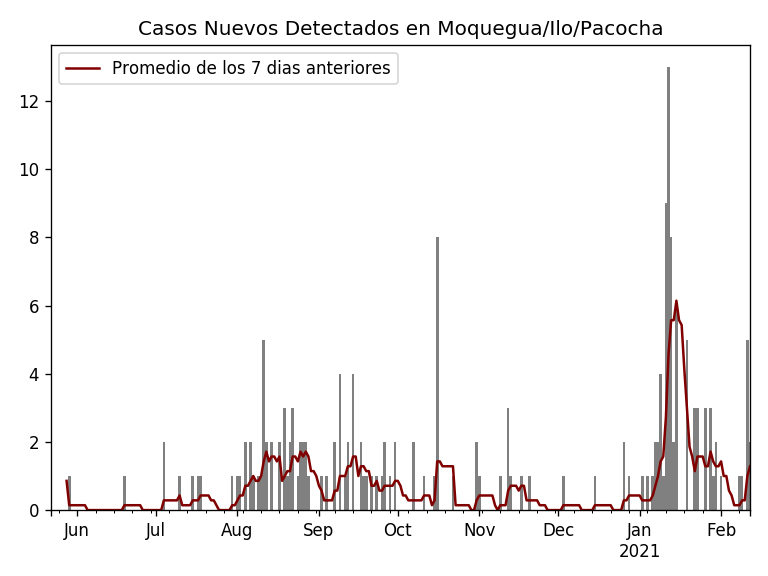 Casos Nuevos Detectados en Moquegua/Ilo/Pacocha
Promedio de los 7 dias anteriores
12
10
8
6
4
2
0
Jun Jul Aug Sep Oct Nov Dec Jan Feb
2021